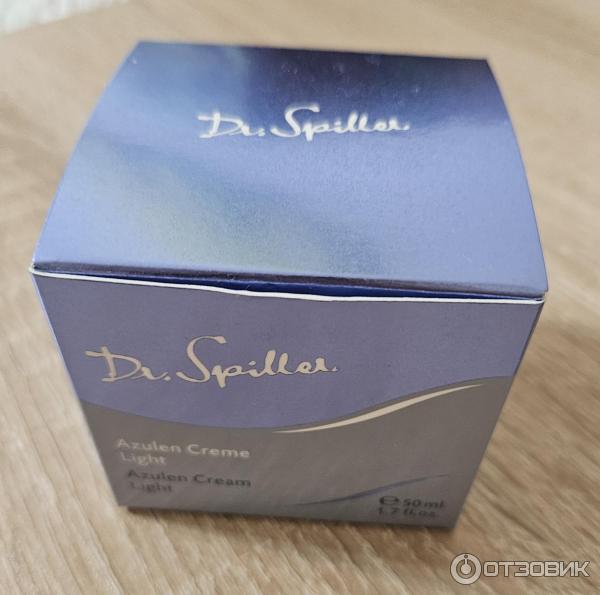 Dr. Spiller.
Dr. Spiller.
Azulen Creme
Light
Azulen Cream
Light
℮ 50 ml
1.7 fl.oz.
ОТЗОВИК